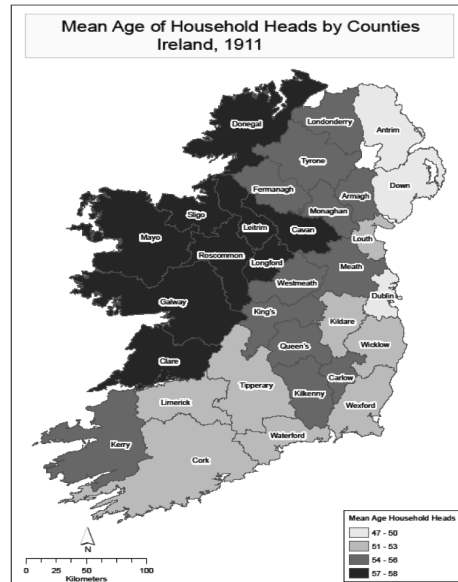 Mean Age of Household Heads by Counties
Ireland, 1911
Donegal
Londonderry
Antrim
Tyrone
Down
Fermanagh
Armagh
Monaghan
Sligo
Leitrim
Cavan
Louth
Mayo
Roscommon
Longford
Meath
Westmeath
Galway
Dublin
King's
Kildare
Queen's
Wicklow
Clare
Carlow
Tipperary
Kilkenny
Limerick
Wexford
Waterford
Kerry
Cork
N
0 25 50 100
Kilometers
Mean Age Household Heads
47 - 50
51 - 53
54 - 56
57 - 58